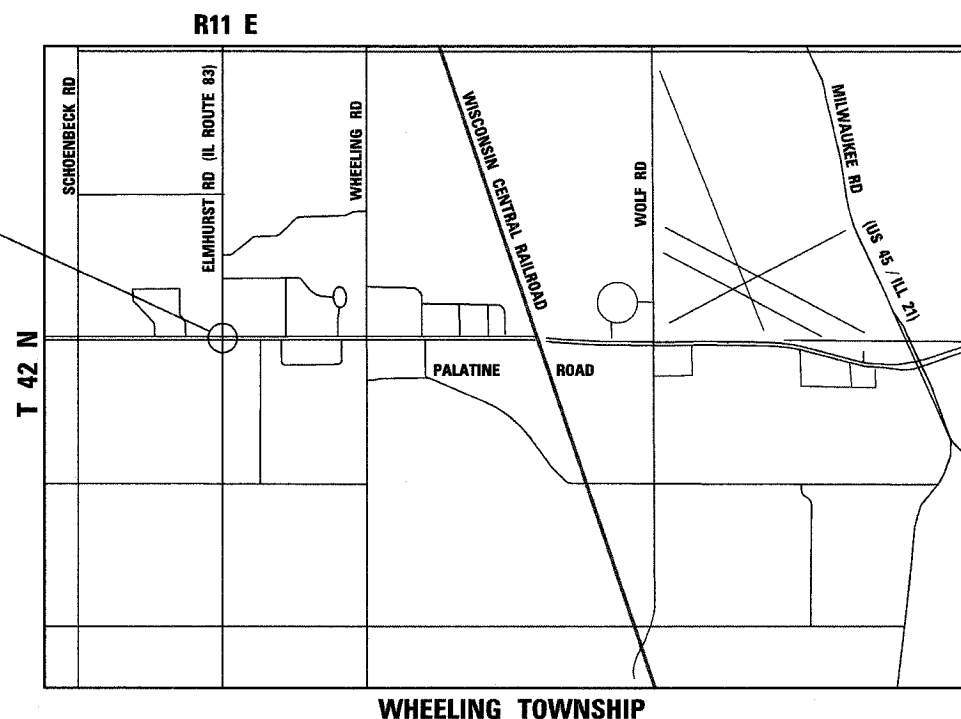 R11 E
SCHOENBECK RD
ELMHURST RD (IL ROUTE 83)
WHEELING RD
WISCONSIN CENTRAL RAILROAD
WOLF RD
MILWAUKEE RD
(US 45 / ILL 21)
T 42 N
PALATINE ROAD
WHEELING TOWNSHIP